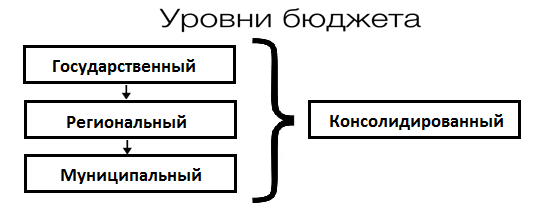 Уровни бюджета
Государственный
Региональный
Консолидированный
Муниципальный